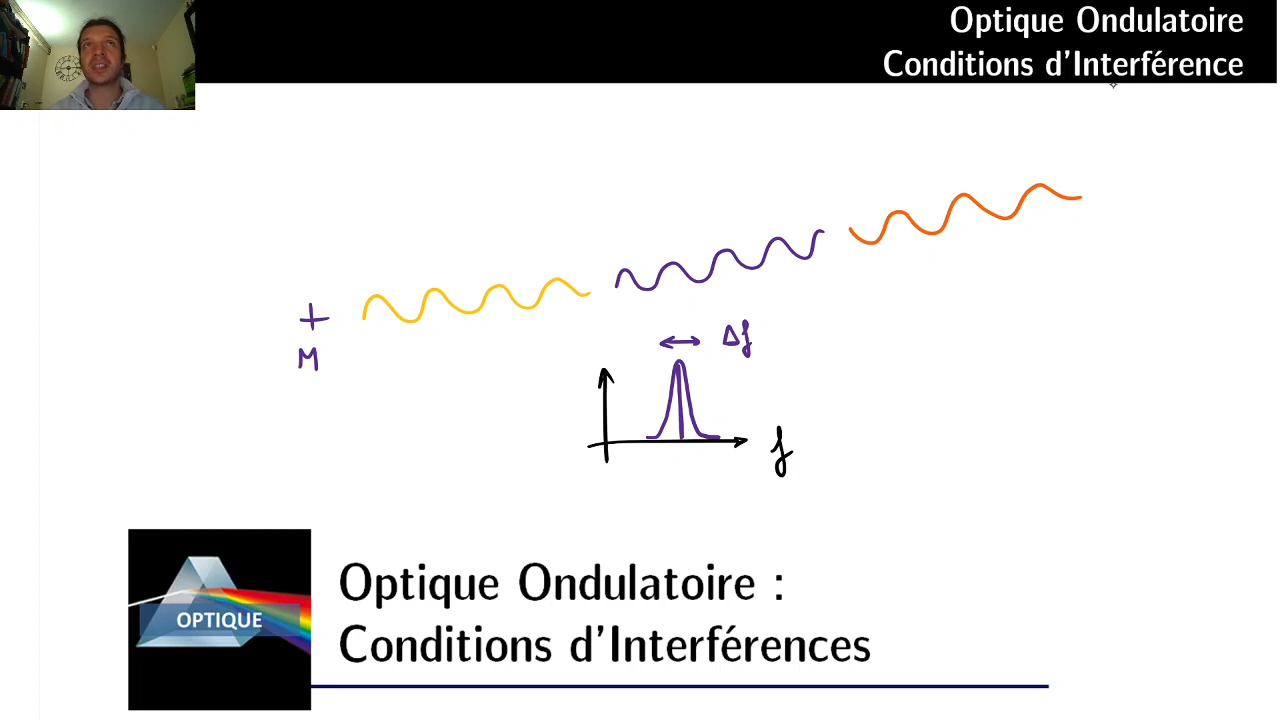 Optique Ondulatoire
Conditions d'Interférence
M
Δf
f
OPTIQUE
Optique Ondulatoire :
Conditions d'Interférences